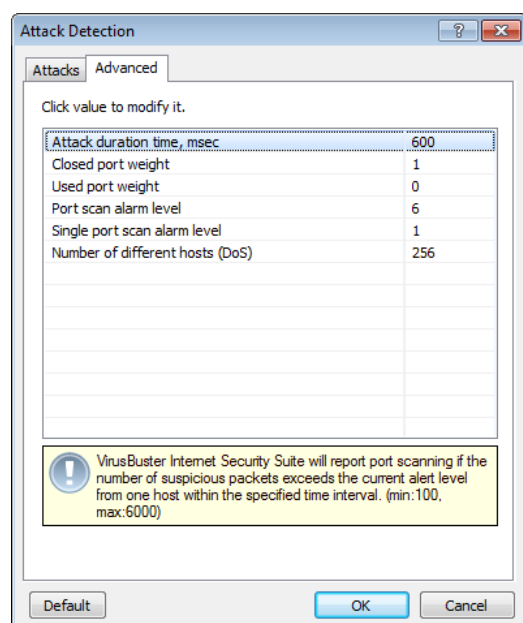 Attack Detection
Attacks Advanced
Click value to modify it.
Attack duration time, msec 600
Closed port weight 1
Used port weight 0
Port scan alarm level 6
Single port scan alarm level 1
Number of different hosts (DoS) 256
VirusBuster Internet Security Suite will report port scanning if the
number of suspicious packets exceeds the current alert level
from one host within the specified time interval. (min:100,
max:6000)
Default OK Cancel